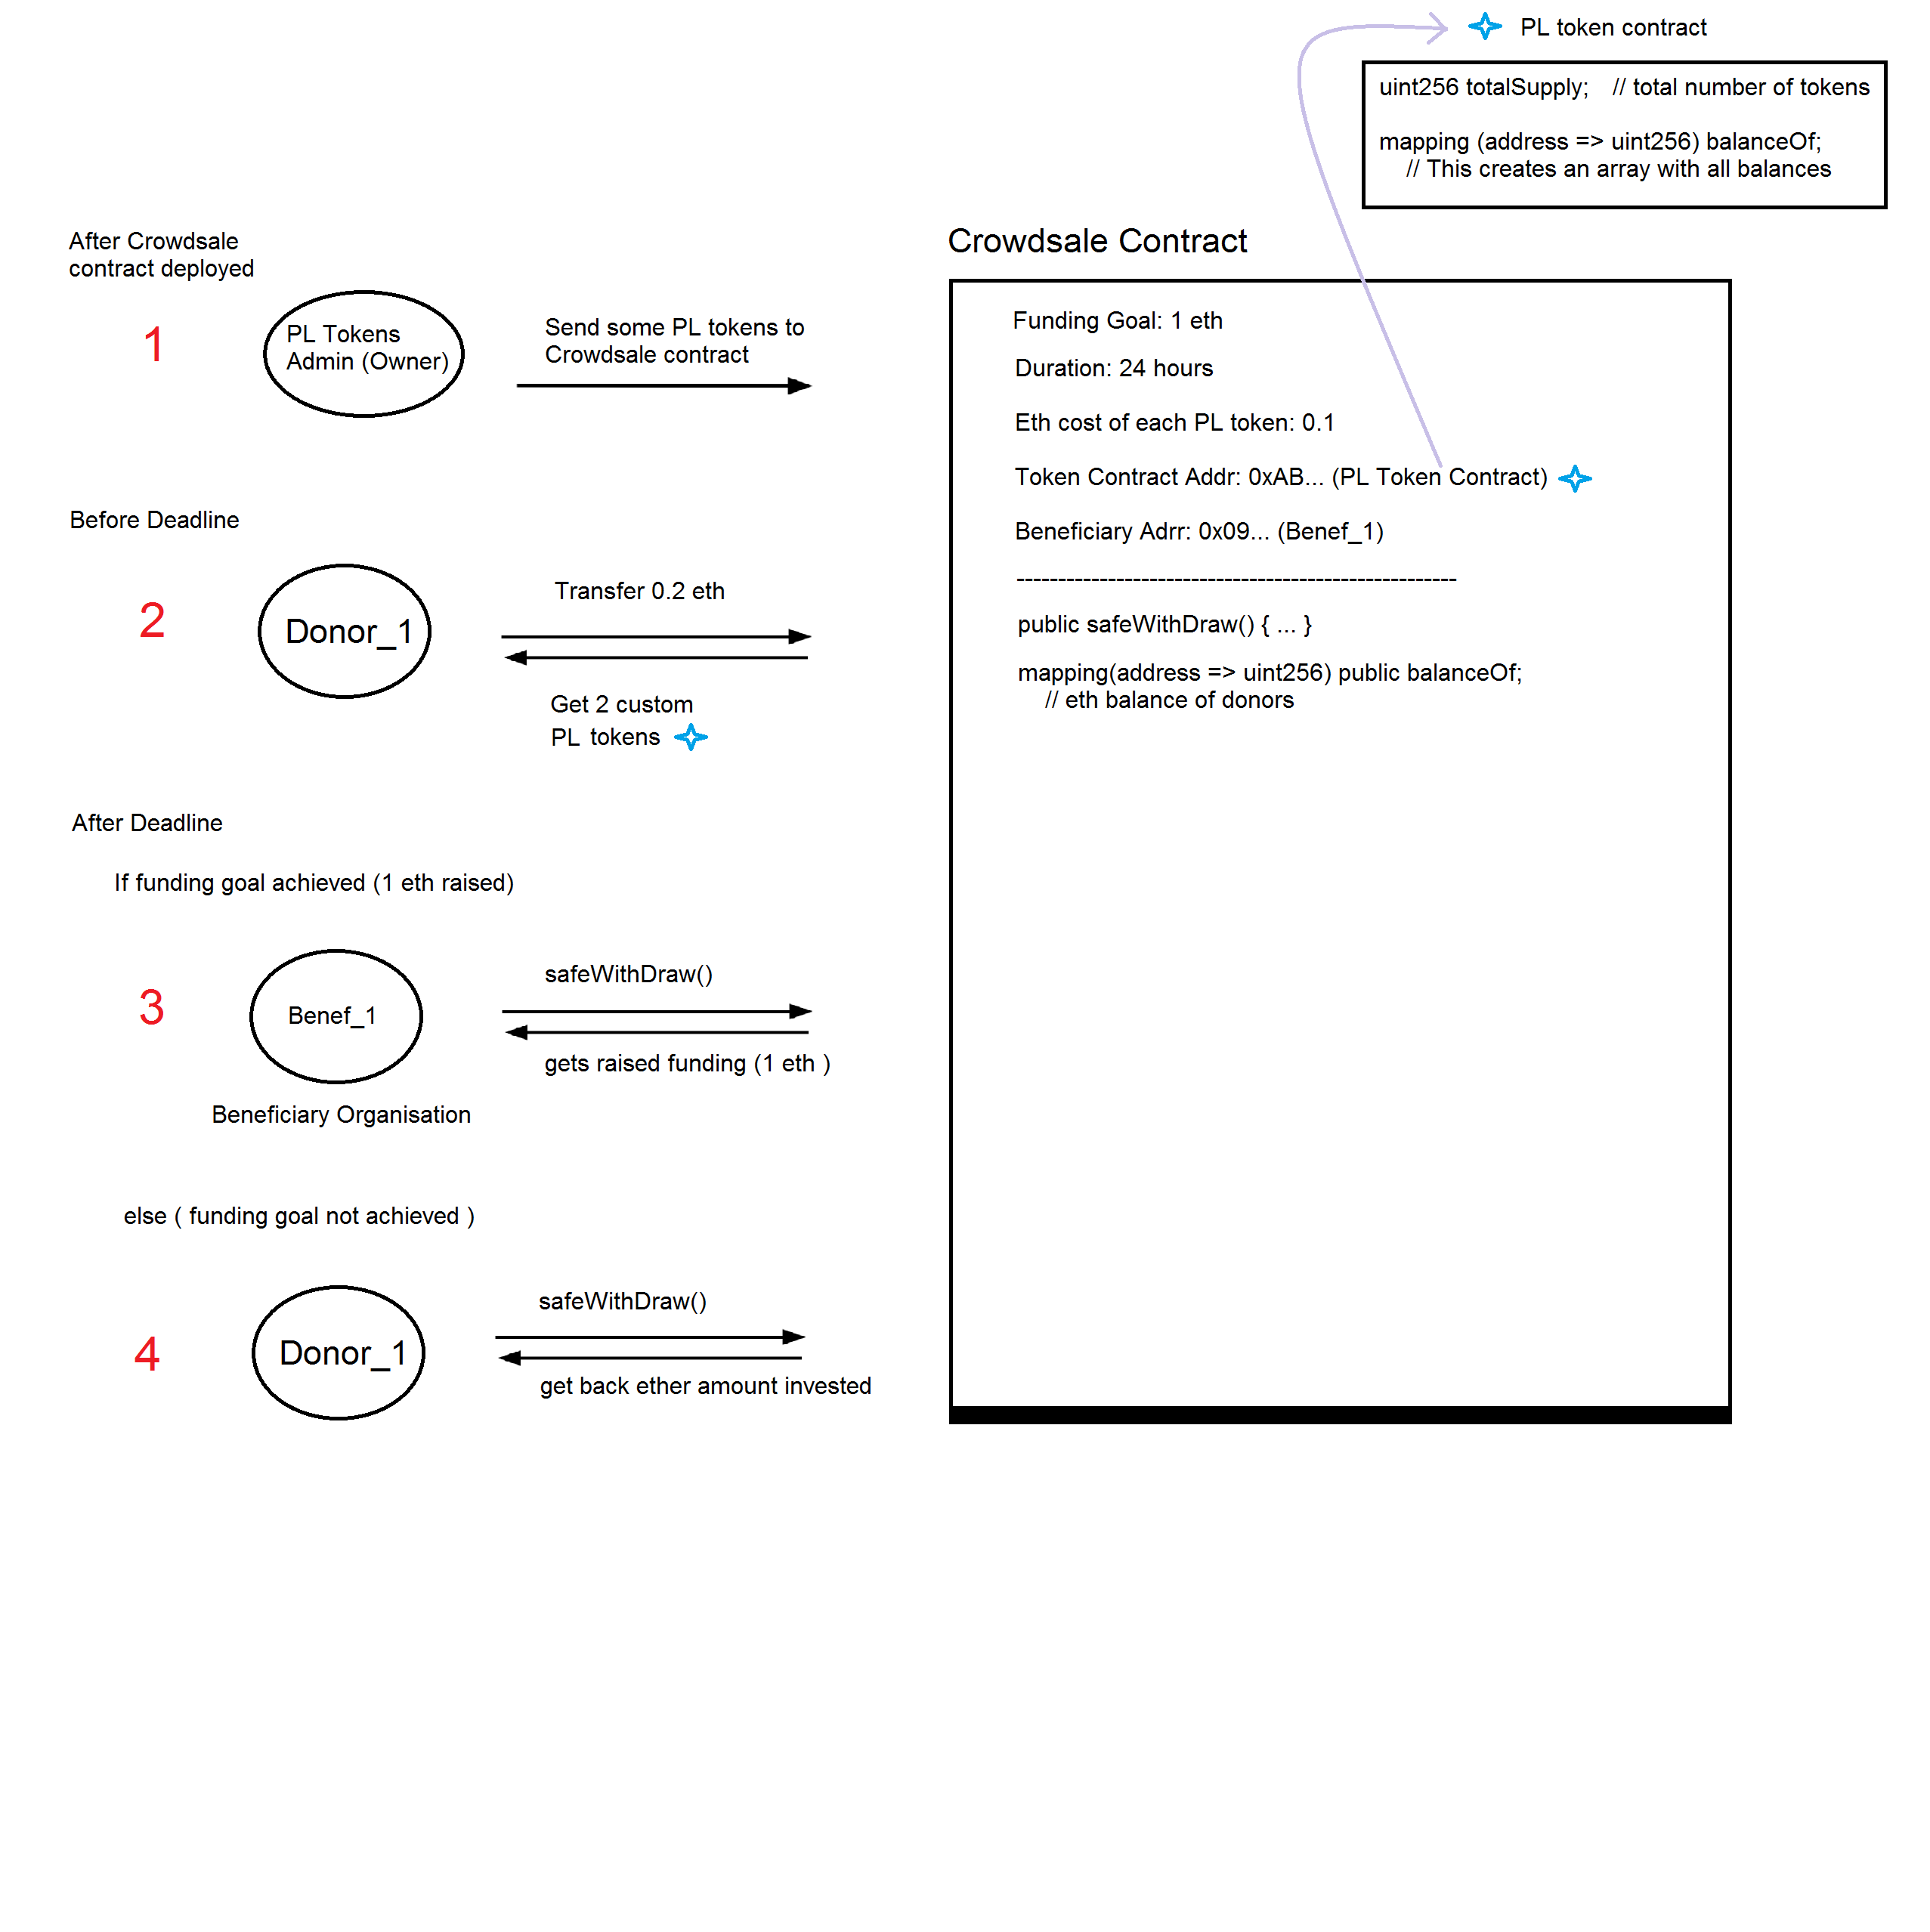 PL token contract
uint256 totalSupply; // total number of tokens
mapping (address => uint256) balanceOf;
// This creates an array with all balances
After Crowdsale
contract deployed
1
PL Tokens
Admin (Owner)
Send some PL tokens to
Crowdsale contract
Before Deadline
2
Donor_1
Transfer 0.2 eth
Get 2 custom
PL tokens
After Deadline
If funding goal achieved (1 eth raised)
3
Benef_1
safeWithDraw()
gets raised funding (1 eth )
Beneficiary Organisation
else ( funding goal not achieved )
4
Donor_1
safeWithDraw()
get back ether amount invested
Crowdsale Contract
Funding Goal: 1 eth
Duration: 24 hours
Eth cost of each PL token: 0.1
Token Contract Addr: 0xAB... (PL Token Contract)
Beneficiary Adrr: 0x09... (Benef_1)
-----------------------------------------------------
public safeWithDraw() { ... }
mapping(address => uint256) public balanceOf;
// eth balance of donors